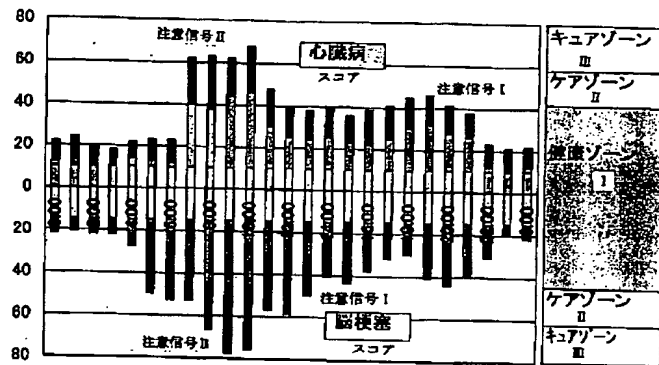 80
60
40
20
0
20
40
60
80
注意信号II
心臓病
スコア
注意信号I
注意信号I
注意信号II
脳梗塞
スコア
キュアゾーン
III
ケアゾーン
II
健康ゾーン
I
ケアゾーン
II
キュアゾーン
III